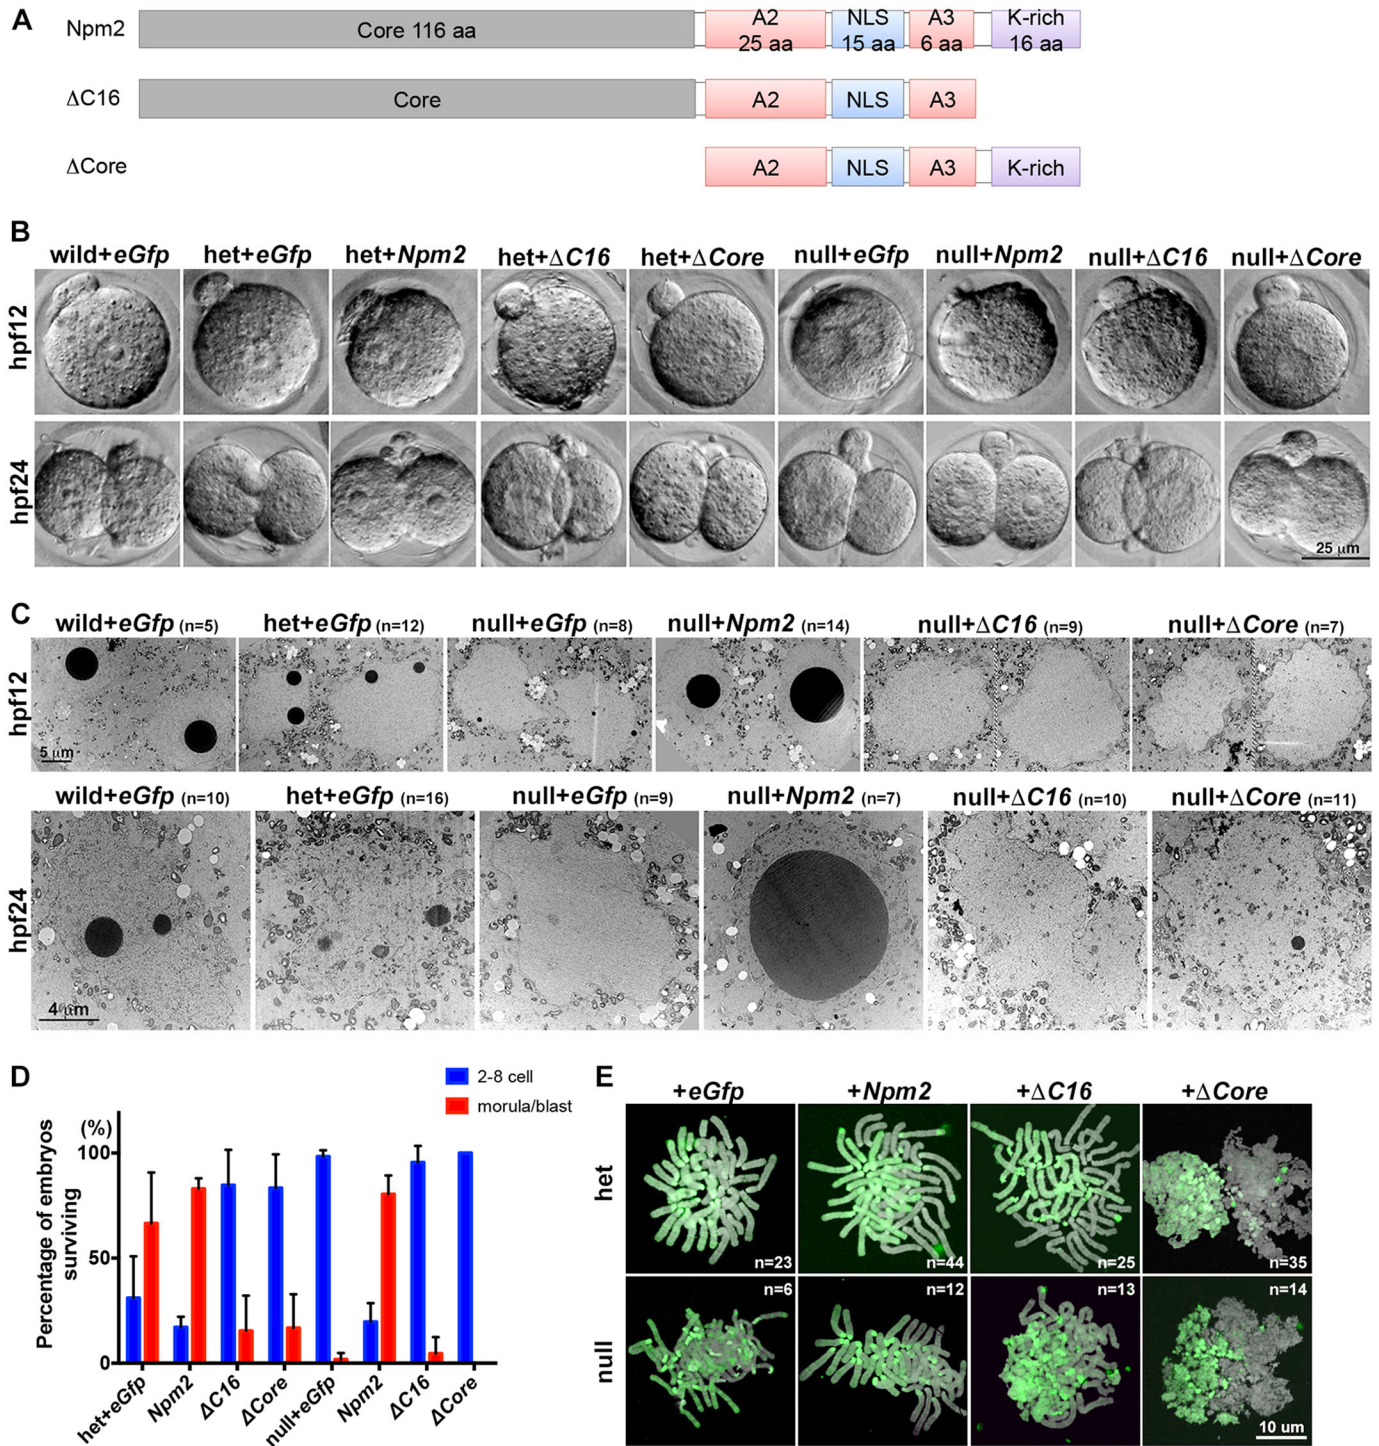 A
Npm2
Core 116 aa
A2
25 aa
NLS
15 aa
A3
6 aa
K-rich
16 aa
ΔC16
Core
A2
NLS
A3
ΔCore
A2
NLS
A3
K-rich
B
wild+eGfp
het+eGfp
het+Npm2
het+ΔC16
het+ΔCore
null+eGfp
null+Npm2
null+ΔC16
null+ΔCore
hpf12
hpf24
25 μm
C
wild+eGfp (n=5)
het+eGfp (n=12)
null+eGfp (n=8)
null+Npm2 (n=14)
null+ΔC16 (n=9)
null+ΔCore (n=7)
hpf12
5 μm
wild+eGfp (n=10)
het+eGfp (n=16)
null+eGfp (n=9)
null+Npm2 (n=7)
null+ΔC16 (n=10)
null+ΔCore (n=11)
hpf24
4 μm
D
2-8 cell
morula/blast
(%)
100
50
0
Percentage of embryos
surviving
het+eGfp
Npm2
ΔC16
ΔCore
null+eGfp
Npm2
ΔC16
ΔCore
E
+eGfp
+Npm2
+ΔC16
+ΔCore
het
n=23
n=44
n=25
n=35
null
n=6
n=12
n=13
n=14
10 um